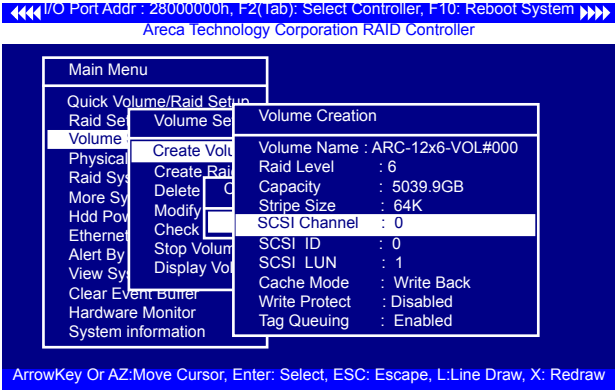 I/O Port Addr : 28000000h, F2(Tab): Select Controller, F10: Reboot System
Areca Technology Corporation RAID Controller
Main Menu
Quick Volume/Raid Setup
Raid Set
Volume
Physical
Raid Sys
More Sy
Hdd Pow
Ethernet
Alert By
View Sys
Clear Event Buffer
Hardware Monitor
System information
Volume Se
Create Volu
Create Raid
Delete
Modify
Check
Stop Volum
Display Vol
C
Volume Creation
Volume Name : ARC-12x6-VOL#000
Raid Level : 6
Capacity : 5039.9GB
Stripe Size : 64K
SCSI Channel : 0
SCSI ID : 0
SCSI LUN : 1
Cache Mode : Write Back
Write Protect : Disabled
Tag Queuing : Enabled
ArrowKey Or AZ:Move Cursor, Enter: Select, ESC: Escape, L:Line Draw, X: Redraw